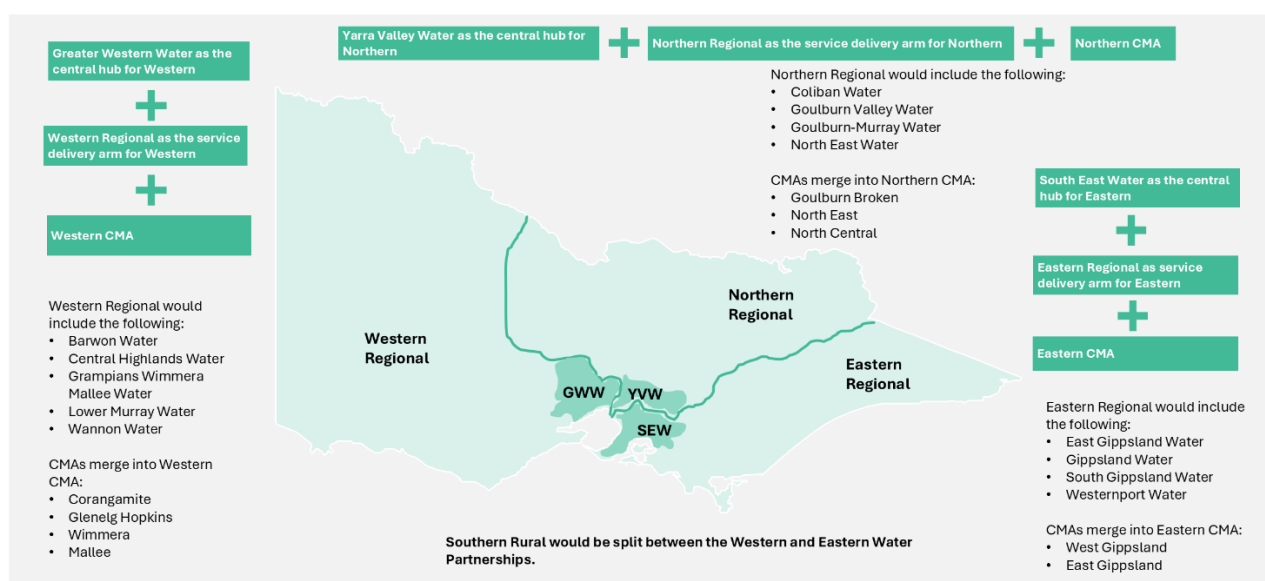 Greater Western Water as the
central hub for Western
Western Regional as the service
delivery arm for Western
Western CMA
Western Regional would
include the following:
• Barwon Water
• Central Highlands Water
• Grampians Wimmera
Mallee Water
• Lower Murray Water
• Wannon Water
CMAs merge into Western
CMA:
• Corangamite
• Glenelg Hopkins
• Wimmera
• Mallee
Yarra Valley Water as the central hub for
Northern
Northern Regional as the service delivery arm for Northern
Northern CMA
Northern Regional would include the following:
• Coliban Water
• Goulburn Valley Water
• Goulburn-Murray Water
• North East Water
CMAs merge into Northern CMA:
• Goulburn Broken
• North East
• North Central
Western
Regional
Northern
Regional
Eastern
Regional
GWW
YVW
SEW
Southern Rural would be split between the Western and Eastern Water
Partnerships.
South East Water as the central
hub for Eastern
Eastern Regional as service
delivery arm for Eastern
Eastern CMA
Eastern Regional would include
the following:
• East Gippsland Water
• Gippsland Water
• South Gippsland Water
• Westernport Water
CMAs merge into Eastern CMA:
• West Gippsland
• East Gippsland